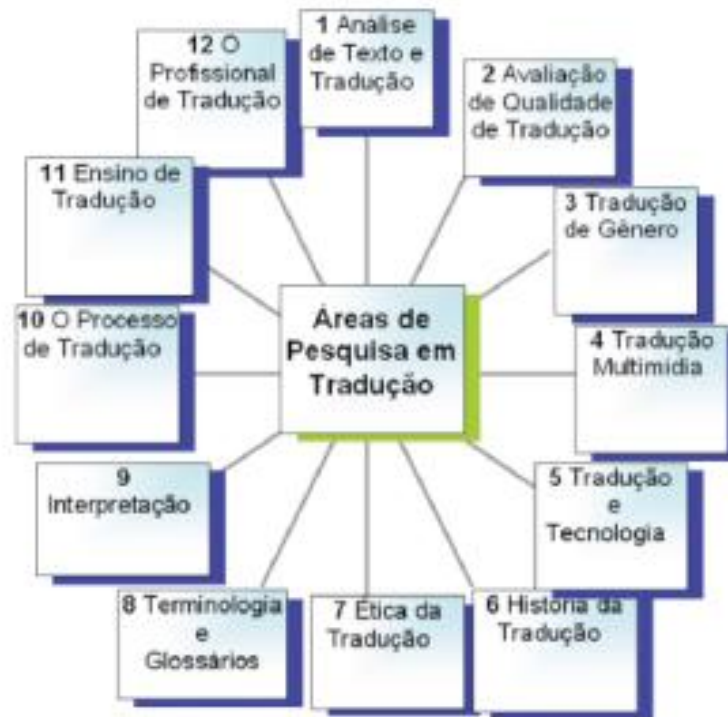 Áreas de
Pesquisa em
Tradução
1 Análise
de Texto e
Tradução
2 Avaliação
de Qualidade
de Tradução
3 Tradução
de Gênero
4 Tradução
Multimídia
5 Tradução
e
Tecnologia
6 História da
Tradução
7 Ética da
Tradução
8 Terminologia
e
Glossários
9
Interpretação
10 O Processo
de Tradução
11 Ensino de
Tradução
12 O
Profissional
de Tradução